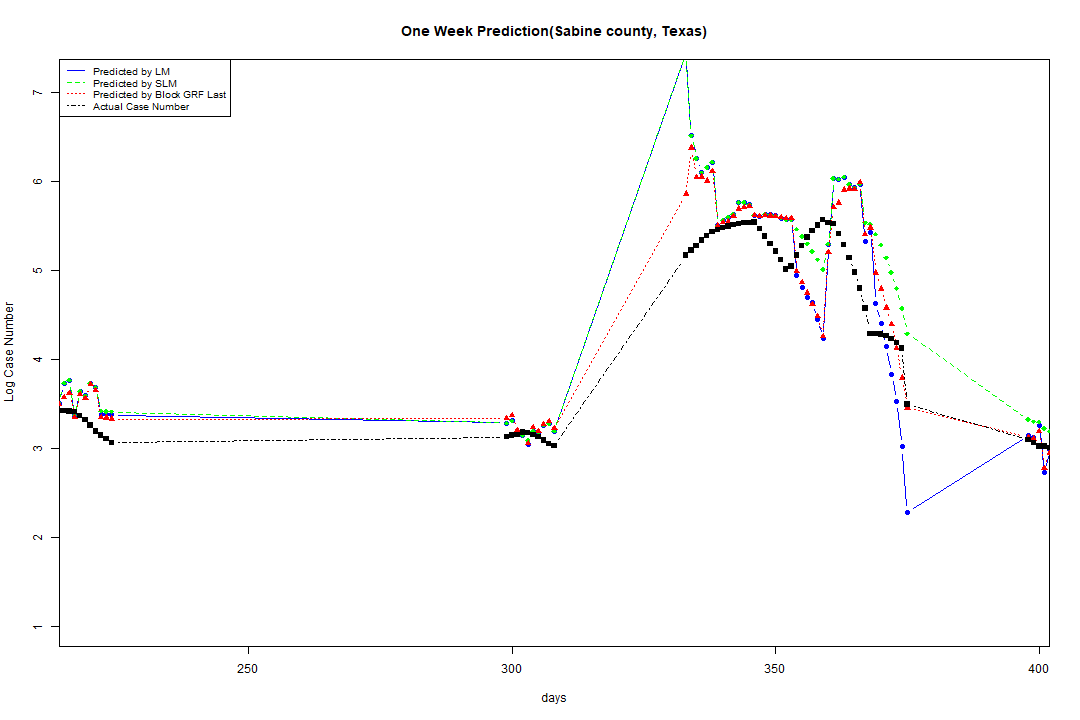 One Week Prediction(Sabine county, Texas)
Predicted by LM
Predicted by SLM
Predicted by Block GRF Last
Actual Case Number
7
6
5
4
3
2
1
Log Case Number
250 300 350 400
days